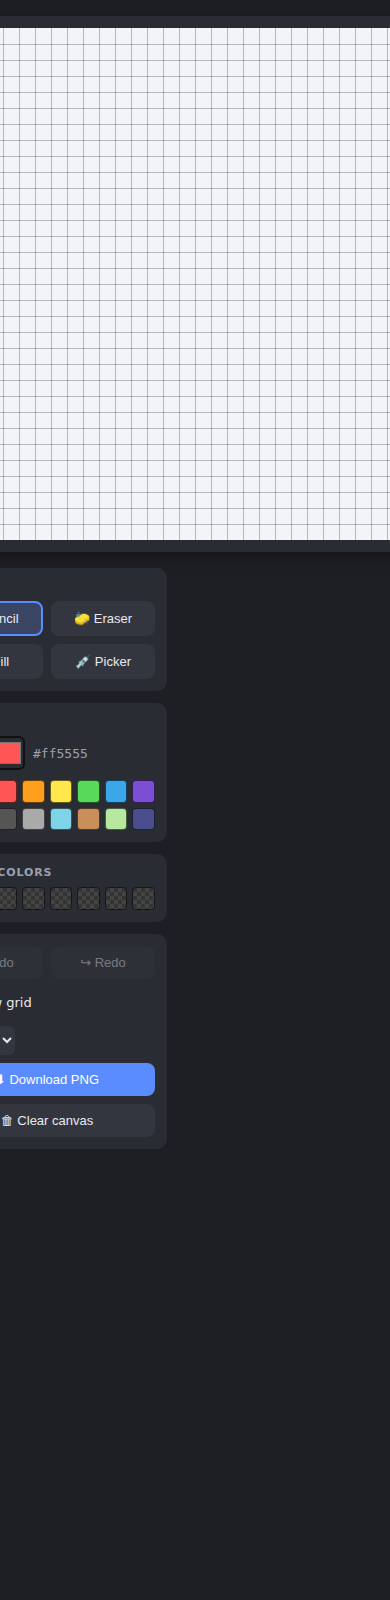 ncil
Eraser
ill
Picker
#ff5555
COLORS
do
Redo
grid
Download PNG
Clear canvas